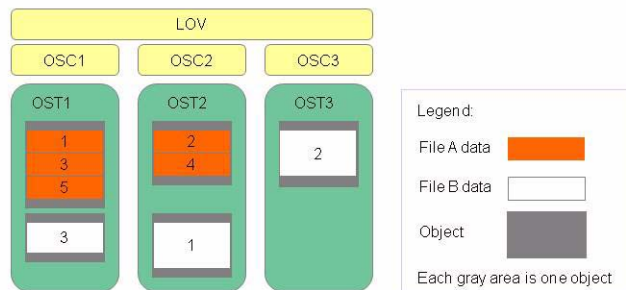 LOV
OSC1
OSC2
OSC3
OST1
1
3
5
3
OST2
2
4
1
OST3
2
Legend:
File A data
File B data
Object
Each gray area is one object